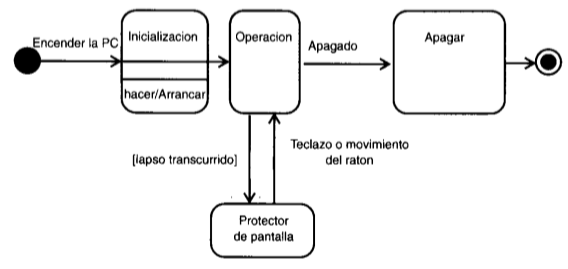 Encender la PC
Inicializacion
hacer/Arrancar
Operacion
Apagado
Apagar
[lapso transcurrido]
Teclazo o movimiento
del raton
Protector
de pantalla